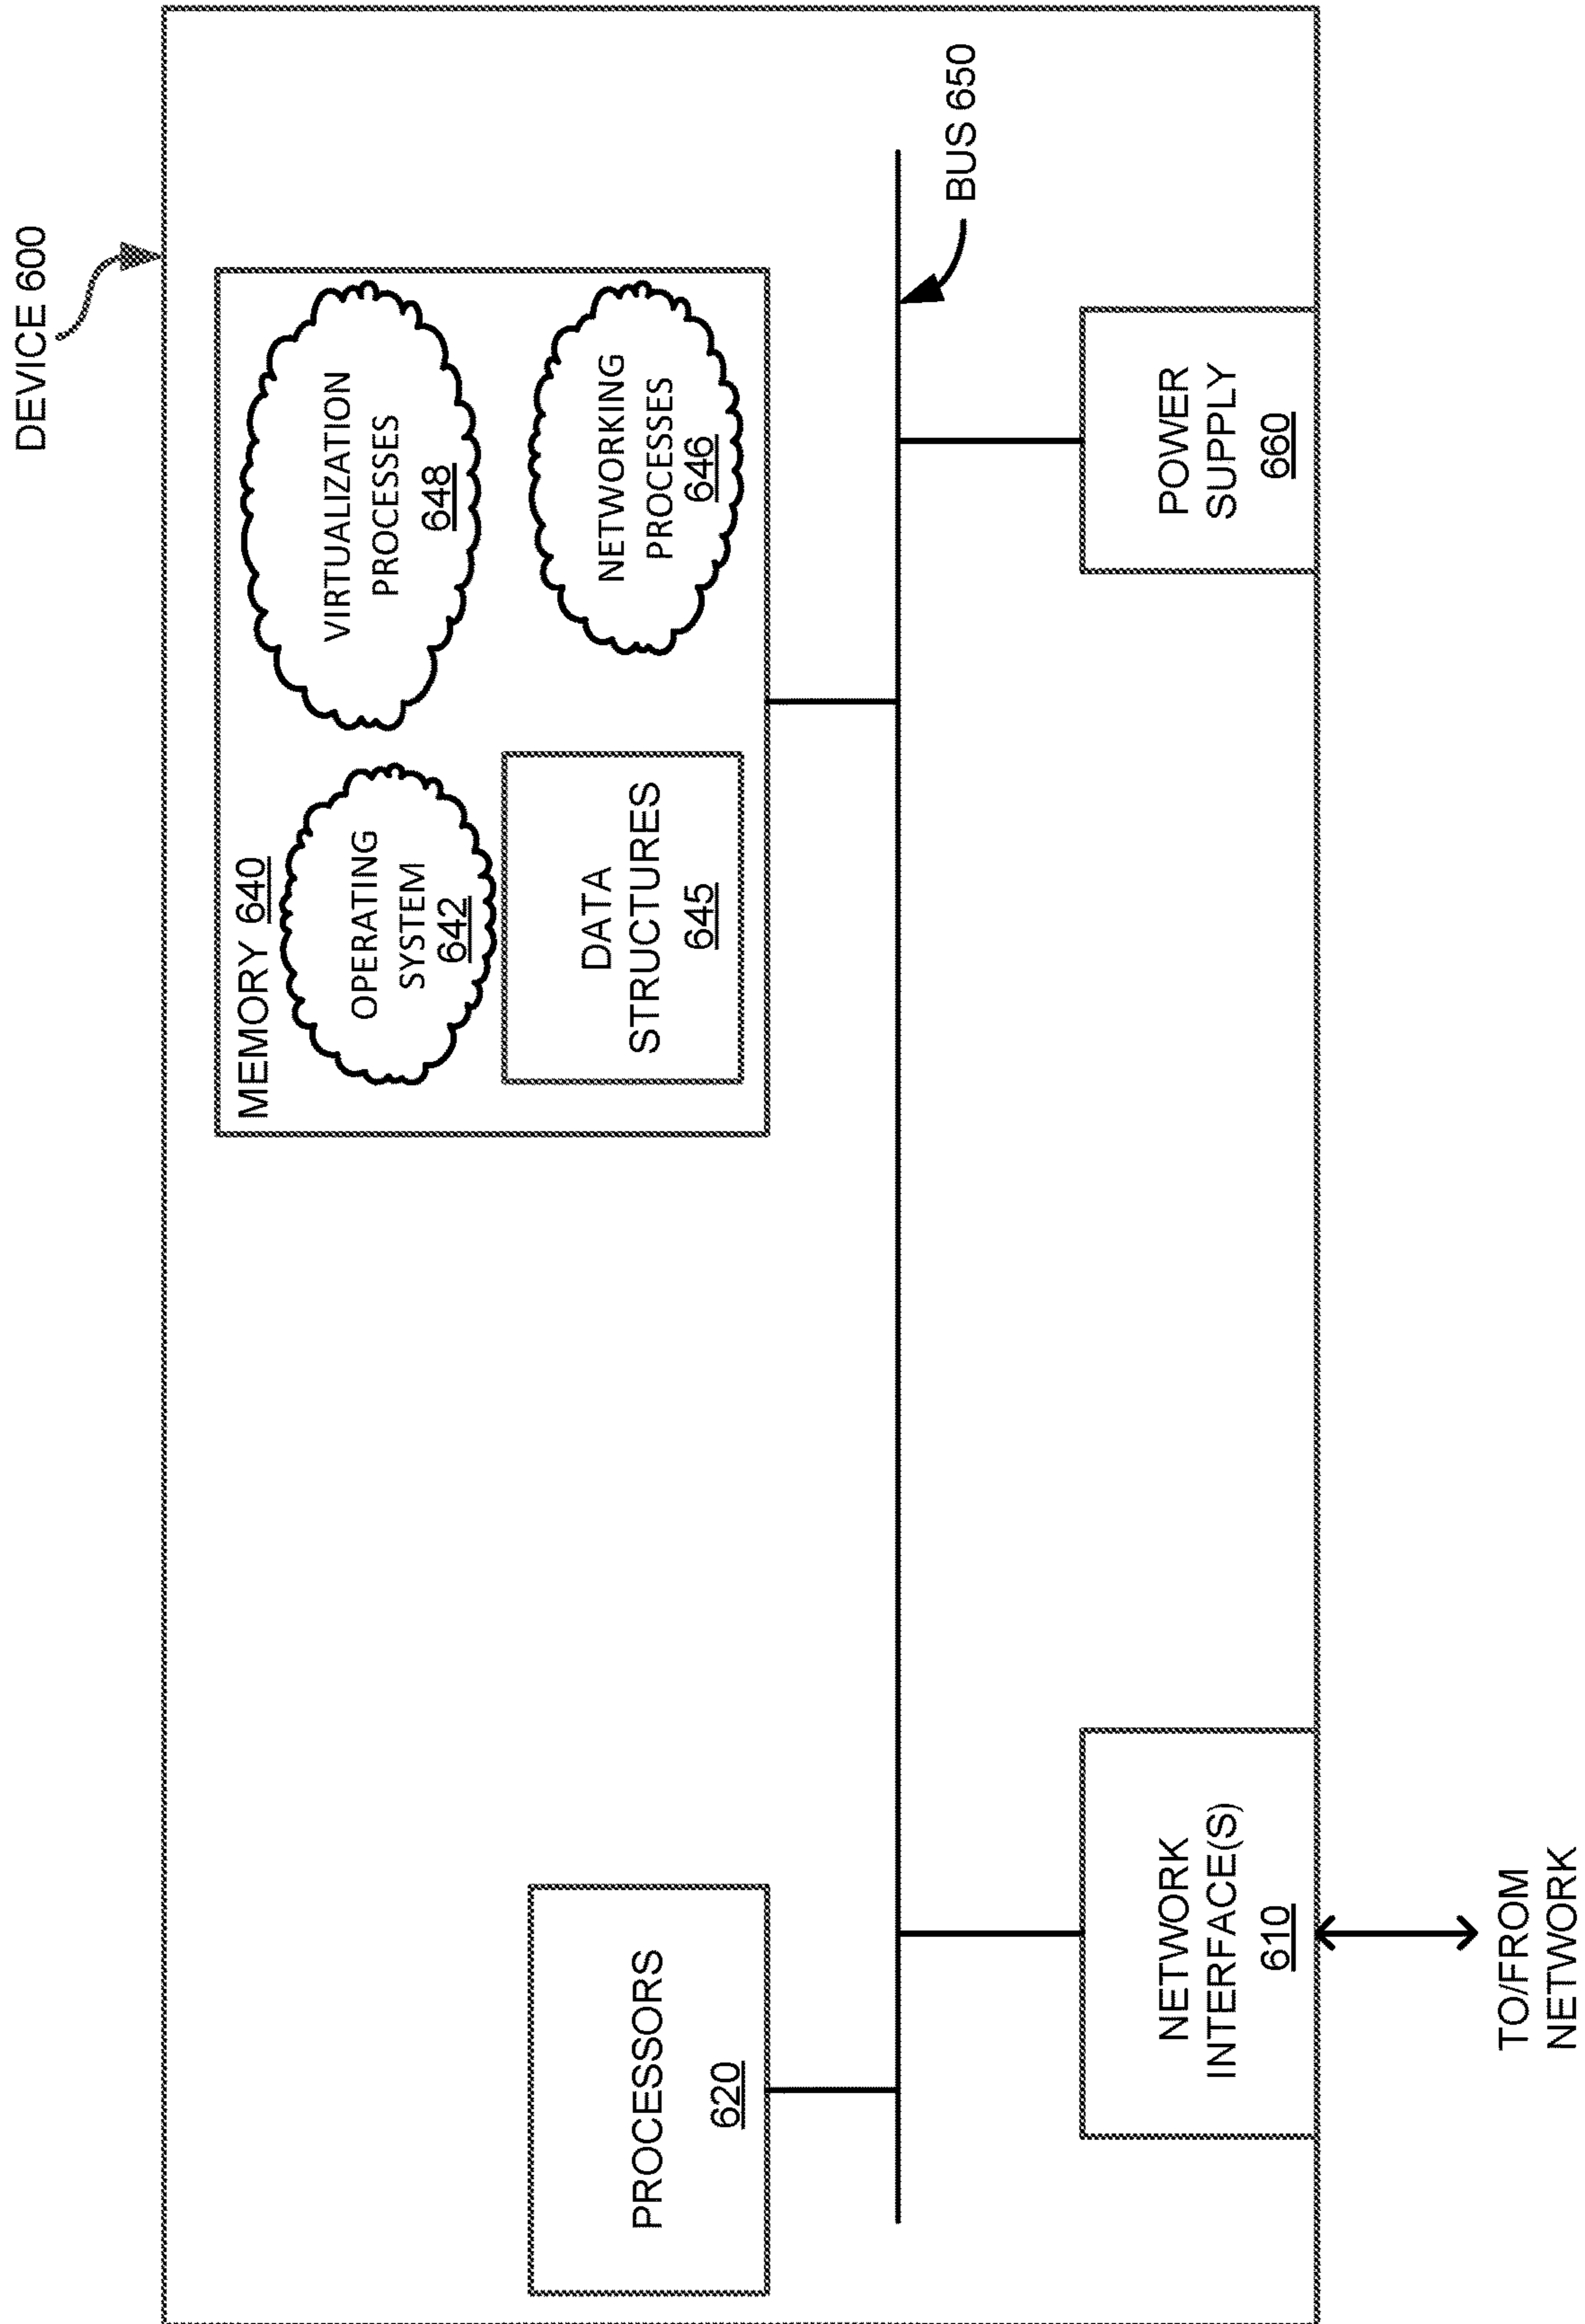 DEVICE 600
MEMORY 640
OPERATING
SYSTEM
642
VIRTUALIZATION
PROCESSES
648
DATA
STRUCTURES
645
NETWORKING
PROCESSES
646
PROCESSORS
620
BUS 650
NETWORK
INTERFACE(S)
610
POWER
SUPPLY
660
TO/FROM
NETWORK